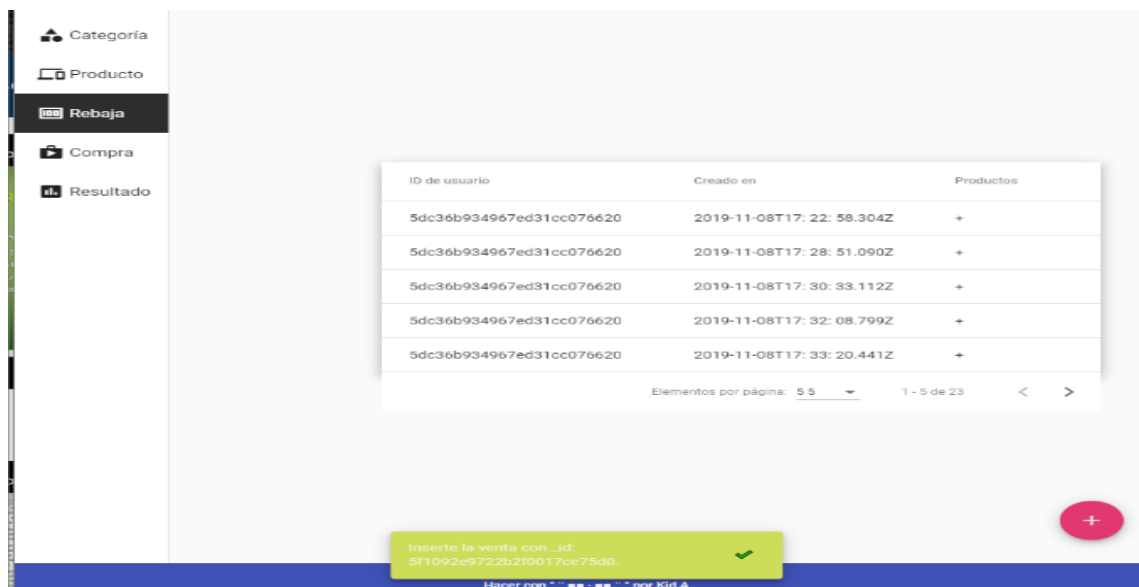 Categoría
Producto
Rebaja
Compra
Resultado
ID de usuario Creado en Productos
5dc36b934967ed31cc076620 2019-11-08T17: 22: 58.304Z +
5dc36b934967ed31cc076620 2019-11-08T17: 28: 51.090Z +
5dc36b934967ed31cc076620 2019-11-08T17: 30: 33.112Z +
5dc36b934967ed31cc076620 2019-11-08T17: 32: 08.799Z +
5dc36b934967ed31cc076620 2019-11-08T17: 33: 20.441Z +
Elementos por página: 5 5 1 - 5 de 23 < >
+
Inserte la venta con _id:
5f1092e9722b2f0017ce75d0.
Hacer con por Kid A